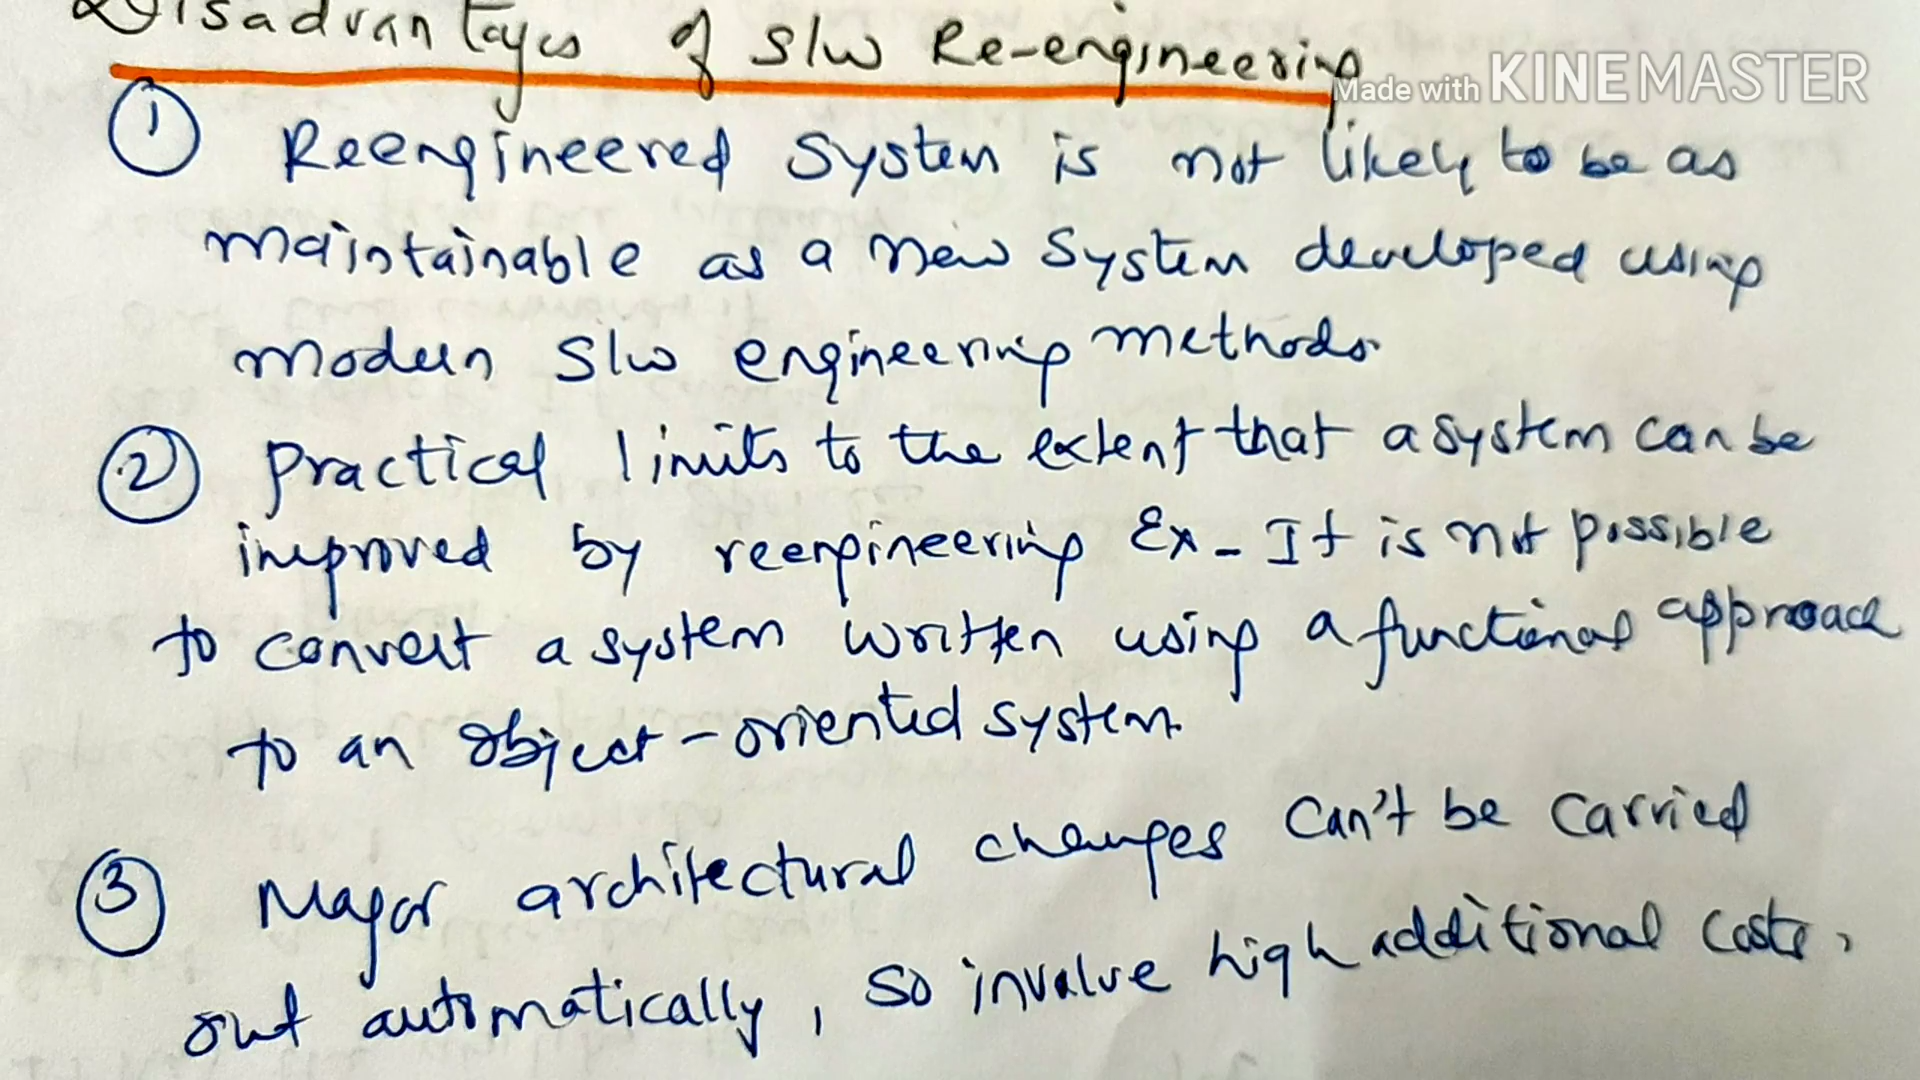 Disadvantages of S/w Re-engineering
Made with KINEMASTER
1 Reengineered System is not likely to be as
maintainable as a new System developed using
modern S/w engineering methods.
2 Practical limits to the extent that a system can be
improved by reengineering Ex - It is not possible
to convert a system written using a functional approach
to an object-oriented system.
3 Major architectural changes can't be carried
out automatically, so involve high additional costs.